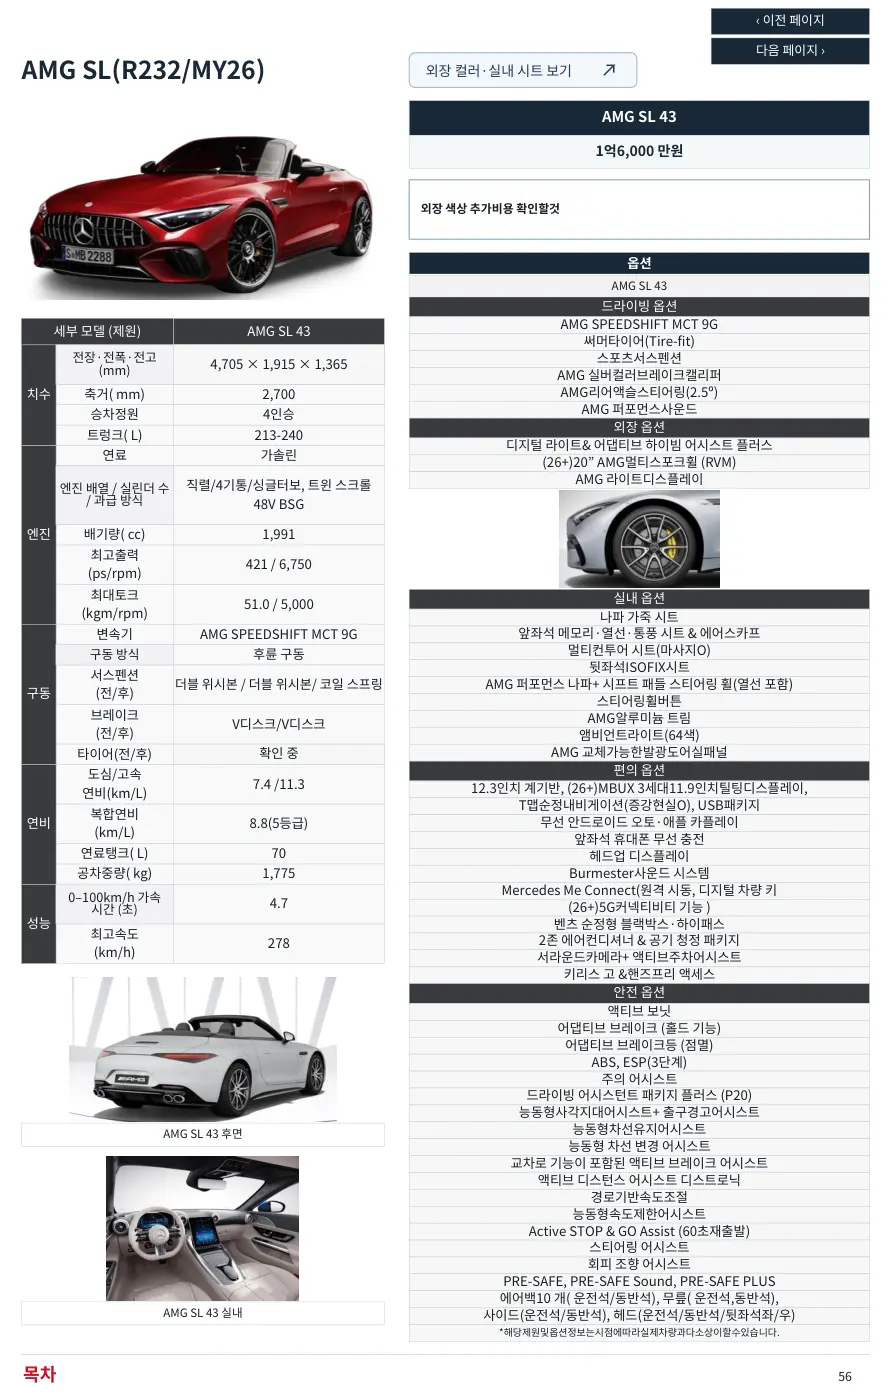 ‹ 이전 페이지
다음 페이지 ›
AMG SL(R232/MY26)
외장 컬러·실내 시트 보기
S▪MB 2288
세부 모델 (제원) AMG SL 43
치수
전장·전폭·전고
(mm)
4,705 × 1,915 × 1,365
축거( mm) 2,700
승차정원 4인승
트렁크( L) 213-240
엔진
연료 가솔린
엔진 배열 / 실린더 수
/ 과급 방식
직렬/4기통/싱글터보, 트윈 스크롤
48V BSG
배기량( cc) 1,991
최고출력
(ps/rpm)
421 / 6,750
최대토크
(kgm/rpm)
51.0 / 5,000
구동
변속기 AMG SPEEDSHIFT MCT 9G
구동 방식 후륜 구동
서스펜션
(전/후)
더블 위시본 / 더블 위시본/ 코일 스프링
브레이크
(전/후)
V디스크/V디스크
타이어(전/후) 확인 중
연비
도심/고속
연비(km/L)
7.4 /11.3
복합연비
(km/L)
8.8(5등급)
연료탱크( L) 70
공차중량( kg) 1,775
성능
0–100km/h 가속
시간 (초)
4.7
최고속도
(km/h)
278
AMG SL 43 후면
AMG SL 43 실내
AMG SL 43
1억6,000 만원
외장 색상 추가비용 확인할것
옵션
AMG SL 43
드라이빙 옵션
AMG SPEEDSHIFT MCT 9G
써머타이어(Tire-fit)
스포츠서스펜션
AMG 실버컬러브레이크캘리퍼
AMG리어액슬스티어링(2.5º)
AMG 퍼포먼스사운드
외장 옵션
디지털 라이트& 어댑티브 하이빔 어시스트 플러스
(26+)20” AMG멀티스포크휠 (RVM)
AMG 라이트디스플레이
실내 옵션
나파 가죽 시트
앞좌석 메모리·열선·통풍 시트 & 에어스카프
멀티컨투어 시트(마사지O)
뒷좌석ISOFIX시트
AMG 퍼포먼스 나파+ 시프트 패들 스티어링 휠(열선 포함)
스티어링휠버튼
AMG알루미늄 트림
앰비언트라이트(64색)
AMG 교체가능한발광도어실패널
편의 옵션
12.3인치 계기반, (26+)MBUX 3세대11.9인치틸팅디스플레이,
T맵순정내비게이션(증강현실O), USB패키지
무선 안드로이드 오토·애플 카플레이
앞좌석 휴대폰 무선 충전
헤드업 디스플레이
Burmester사운드 시스템
Mercedes Me Connect(원격 시동, 디지털 차량 키
(26+)5G커넥티비티 기능 )
벤츠 순정형 블랙박스·하이패스
2존 에어컨디셔너 & 공기 청정 패키지
서라운드카메라+ 액티브주차어시스트
키리스 고 &핸즈프리 액세스
안전 옵션
액티브 보닛
어댑티브 브레이크 (홀드 기능)
어댑티브 브레이크등 (점멸)
ABS, ESP(3단계)
주의 어시스트
드라이빙 어시스턴트 패키지 플러스 (P20)
능동형사각지대어시스트+ 출구경고어시스트
능동형차선유지어시스트
능동형 차선 변경 어시스트
교차로 기능이 포함된 액티브 브레이크 어시스트
액티브 디스턴스 어시스트 디스트로닉
경로기반속도조절
능동형속도제한어시스트
Active STOP & GO Assist (60초재출발)
스티어링 어시스트
회피 조향 어시스트
PRE-SAFE, PRE-SAFE Sound, PRE-SAFE PLUS
에어백10 개( 운전석/동반석), 무릎( 운전석,동반석),
사이드(운전석/동반석), 헤드(운전석/동반석/뒷좌석좌/우)
*해당제원및옵션정보는시점에따라실제차량과다소상이할수있습니다.
목차
56